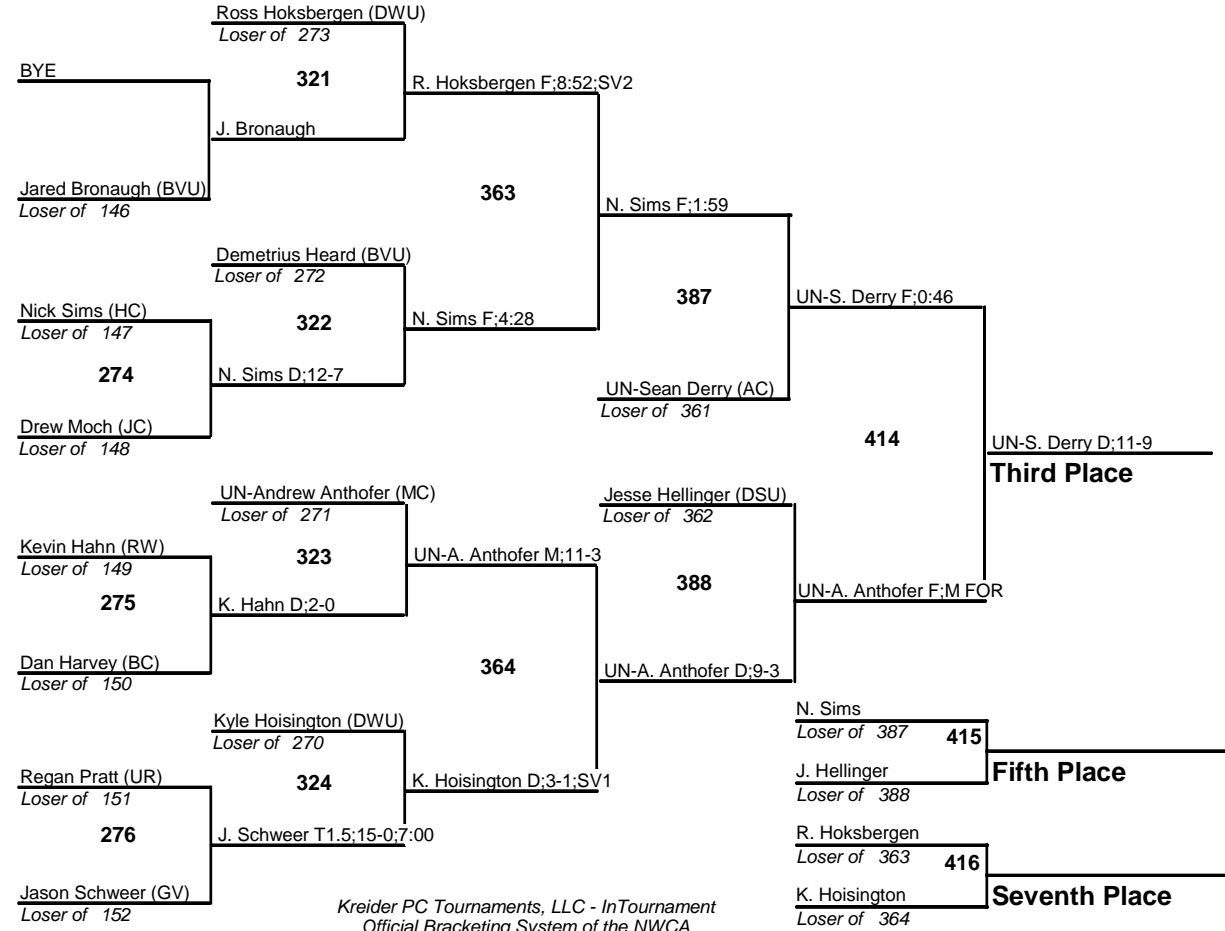 Ross Hoksbergen (DWU)
Loser of 273
BYE
321
R. Hoksbergen F;8:52;SV2
J. Bronaugh
Jared Bronaugh (BVU)
Loser of 146
363
N. Sims F;1:59
Demetrius Heard (BVU)
Loser of 272
Nick Sims (HC)
Loser of 147
322
N. Sims F;4:28
387
UN-S. Derry F;0:46
274
N. Sims D;12-7
UN-Sean Derry (AC)
Loser of 361
Drew Moch (JC)
Loser of 148
414
UN-S. Derry D;11-9
Third Place
UN-Andrew Anthofer (MC)
Loser of 271
Jesse Hellinger (DSU)
Loser of 362
Kevin Hahn (RW)
Loser of 149
323
UN-A. Anthofer M;11-3
388
UN-A. Anthofer F;M FOR
275
K. Hahn D;2-0
Dan Harvey (BC)
Loser of 150
364
UN-A. Anthofer D;9-3
Kyle Hoisington (DWU)
Loser of 270
N. Sims
Loser of 387
415
Fifth Place
J. Hellinger
Loser of 388
Regan Pratt (UR)
Loser of 151
324
K. Hoisington D;3-1;SV1
276
J. Schweer T1.5;15-0;7:00
R. Hoksbergen
Loser of 363
416
Seventh Place
K. Hoisington
Loser of 364
Jason Schweer (GV)
Loser of 152
Kreider PC Tournaments, LLC - InTournament
Official Bracketing System of the NWCA